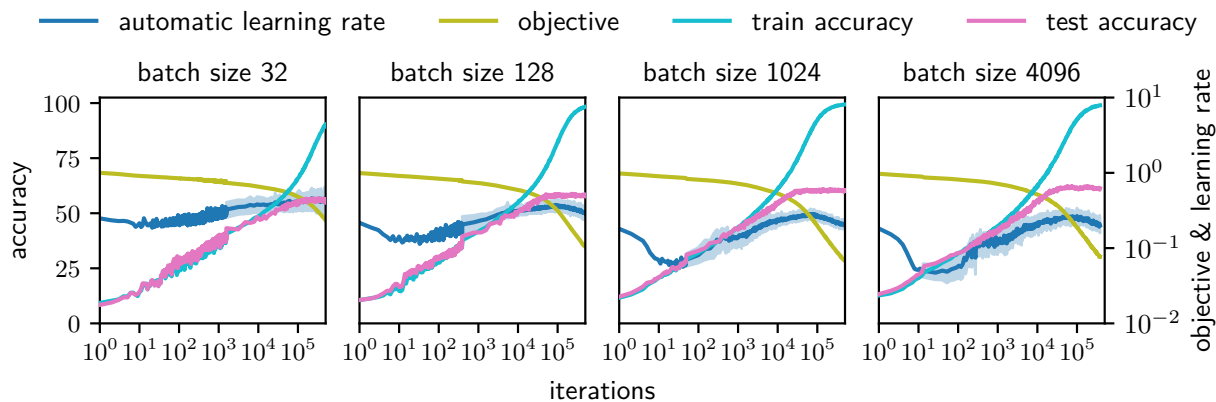 automatic learning rate objective train accuracy test accuracy
batch size 32 batch size 128 batch size 1024 batch size 4096
accuracy
100
75
50
25
0
10^1
10^0
10^−1
10^−2
objective & learning rate
10^0 10^1 10^2 10^3 10^4 10^5 10^0 10^1 10^2 10^3 10^4 10^5 10^0 10^1 10^2 10^3 10^4 10^5 10^0 10^1 10^2 10^3 10^4 10^5
iterations